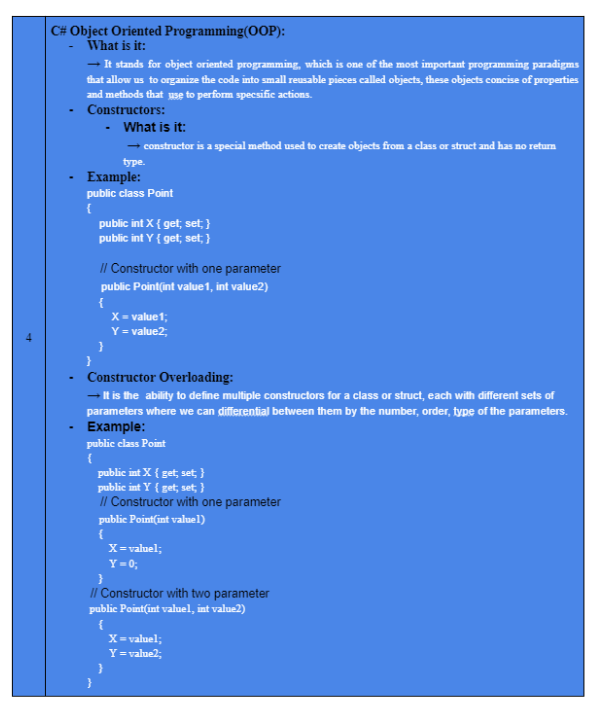 C# Object Oriented Programming(OOP):
- What is it:
→ It stands for object oriented programming, which is one of the most important programming paradigms
that allow us to organize the code into small reusable pieces called objects, these objects concise of properties
and methods that use to perform specsific actions.
- Constructors:
- What is it:
→ constructor is a special method used to create objects from a class or struct and has no return
type.
- Example:
public class Point
{
public int X { get; set; }
public int Y { get; set; }
// Constructor with one parameter
public Point(int value1, int value2)
{
X = value1;
Y = value2;
}
}
4
- Constructor Overloading:
→ It is the ability to define multiple constructors for a class or struct, each with different sets of
parameters where we can differential between them by the number, order, type of the parameters.
- Example:
public class Point
{
public int X { get; set; }
public int Y { get; set; }
// Constructor with one parameter
public Point(int value1)
{
X = value1;
Y = 0;
}
// Constructor with two parameter
public Point(int value1, int value2)
{
X = value1;
Y = value2;
}
}